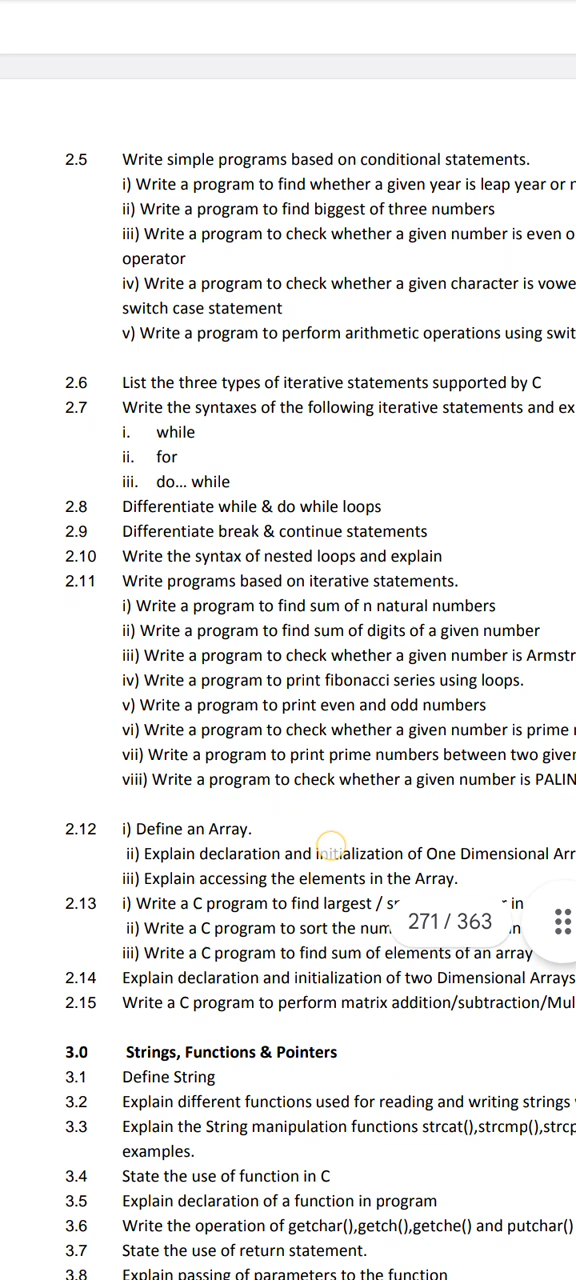 2.5 Write simple programs based on conditional statements.
i) Write a program to find whether a given year is leap year or
ii) Write a program to find biggest of three numbers
iii) Write a program to check whether a given number is even
operator
iv) Write a program to check whether a given character is
switch case statement
v) Write a program to perform arithmetic operations using
2.6 List the three types of iterative statements supported by C
2.7 Write the syntaxes of the following iterative statements and
i. while
ii. for
iii. do... while
2.8 Differentiate while & do while loops
2.9 Differentiate break & continue statements
2.10 Write the syntax of nested loops and explain
2.11 Write programs based on iterative statements.
i) Write a program to find sum of n natural numbers
ii) Write a program to find sum of digits of a given number
iii) Write a program to check whether a given number is
iv) Write a program to print fibonacci series using loops.
v) Write a program to print even and odd numbers
vi) Write a program to check whether a given number is prime
vii) Write a program to print prime numbers between two
viii) Write a program to check whether a given number is
2.12 i) Define an Array.
ii) Explain declaration and initialization of One Dimensional
iii) Explain accessing the elements in the Array.
2.13 i) Write a C program to find largest / in
271 / 363
ii) Write a C program to sort the
iii) Write a C program to find sum of elements of an array
2.14 Explain declaration and initialization of two Dimensional Arrays
2.15 Write a C program to perform matrix addition/subtraction/
3.0 Strings, Functions & Pointers
3.1 Define String
3.2 Explain different functions used for reading and writing strings
3.3 Explain the String manipulation functions strcat(),strcmp(),
examples.
3.4 State the use of function in C
3.5 Explain declaration of a function in program
3.6 Write the operation of getchar(),getch(),getche() and putchar()
3.7 State the use of return statement.
3.8 Explain passing of parameters to the function